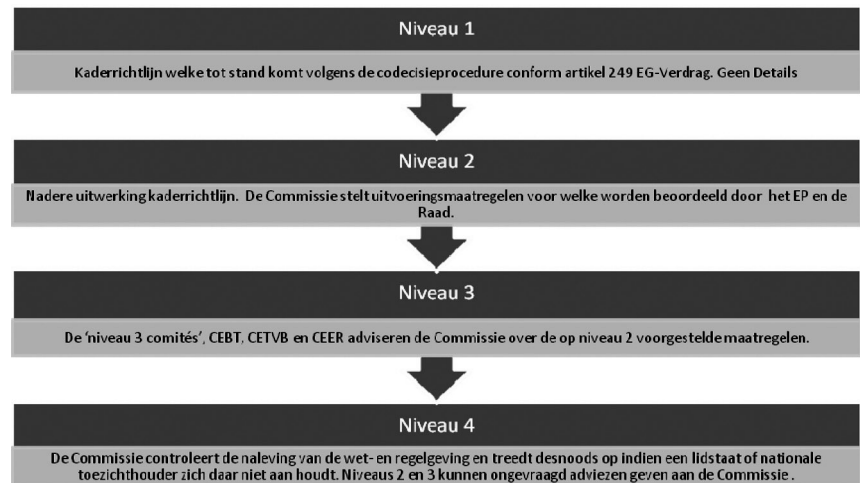 Niveau 1
Kaderrichtlijn welke tot stand komt volgens de codecisieprocedure conform artikel 249 EG-Verdrag. Geen Details
Niveau 2
Nadere uitwerking kaderrichtlijn. De Commissie stelt uitvoeringsmaatregelen voor welke worden beoordeeld door het EP en de
Raad.
Niveau 3
De 'niveau 3 comités', CEBT, CETVB en CEER adviseren de Commissie over de op niveau 2 voorgestelde maatregelen.
Niveau 4
De Commissie controleert de naleving van de wet- en regelgeving en treedt desnoods op indien een lidstaat of nationale
toezichthouder zich daar niet aan houdt. Niveaus 2 en 3 kunnen ongevraagd adviezen geven aan de Commissie .